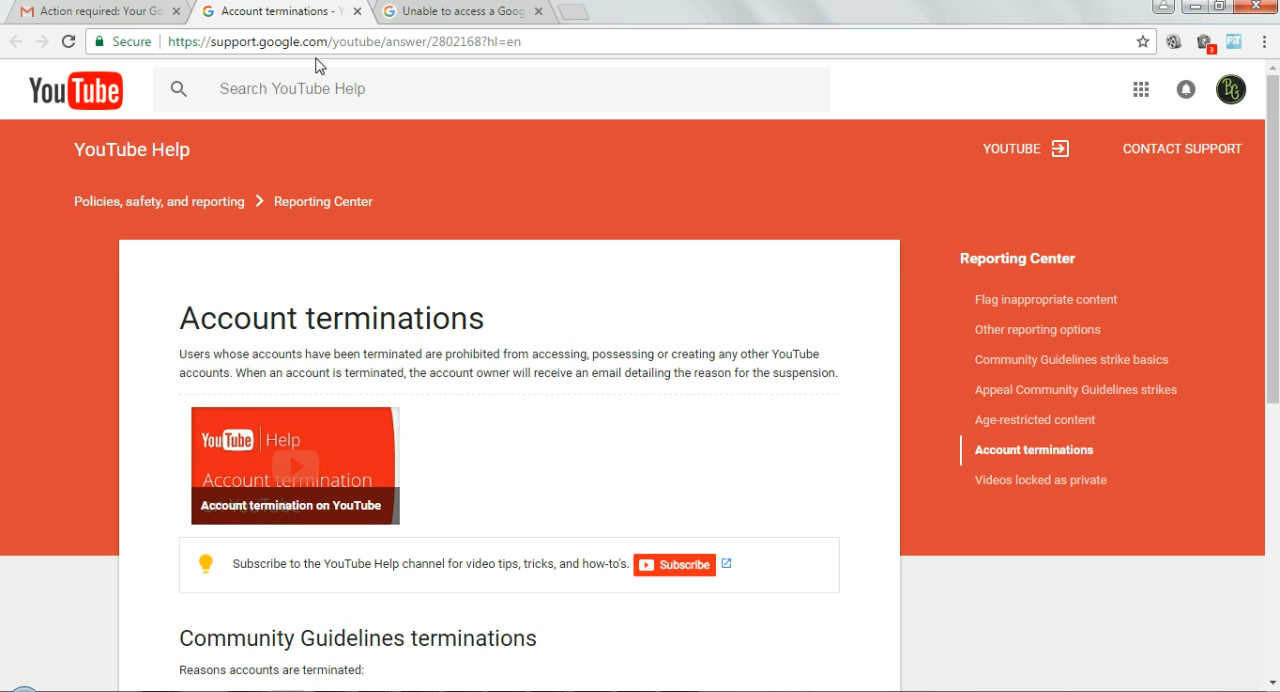 Action required: Your Go
Account terminations - Y
Unable to access a Goog
Secure
https://support.google.com/youtube/answer/2802168?hl=en
3
YouTube
Search YouTube Help
BG
YouTube Help
YOUTUBE
CONTACT SUPPORT
Policies, safety, and reporting
Reporting Center
Account terminations
Users whose accounts have been terminated are prohibited from accessing, possessing or creating any other YouTube
accounts. When an account is terminated, the account owner will receive an email detailing the reason for the suspension.
YouTube Help
Account termination
on YouTube
Account termination on YouTube
Subscribe to the YouTube Help channel for video tips, tricks, and how-to's.
Subscribe
Community Guidelines terminations
Reasons accounts are terminated:
Reporting Center
Flag inappropriate content
Other reporting options
Community Guidelines strike basics
Appeal Community Guidelines strikes
Age-restricted content
Account terminations
Videos locked as private